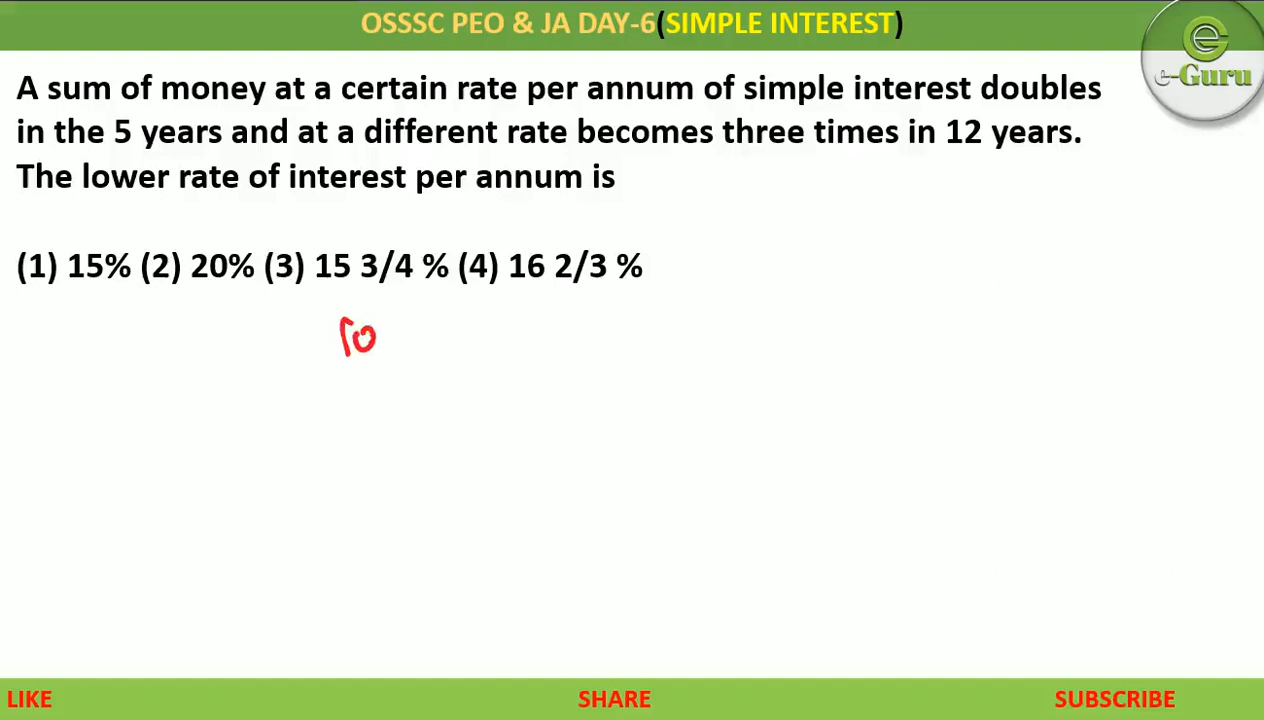 OSSSC PEO & JA DAY-6(SIMPLE INTEREST)
e
e-Guru
A sum of money at a certain rate per annum of simple interest doubles
in the 5 years and at a different rate becomes three times in 12 years.
The lower rate of interest per annum is
(1) 15% (2) 20% (3) 15 3/4 % (4) 16 2/3 %
LIKE
SHARE
SUBSCRIBE